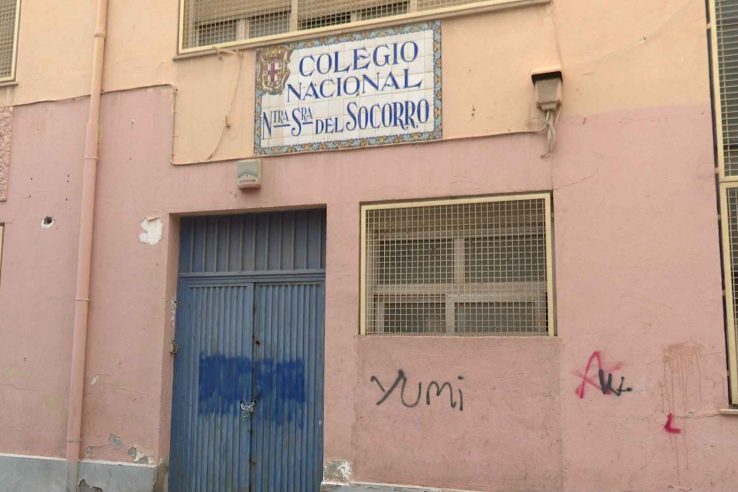 COLEGIO
NACIONAL
NTRA SRA DEL SOCORRO
YUMi